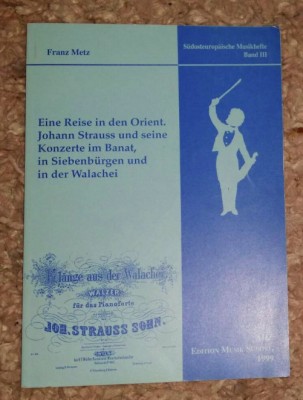 Franz Metz
Südosteuropäische Musikhefte
Band III
Eine Reise in den Orient.
Johann Strauss und seine
Konzerte im Banat,
in Siebenbürgen und
in der Walachei
Klänge aus der Walachei
WALZER
für das Pianoforte
JOH. STRAUSS SOHN.
EDITION MUSIK
1999